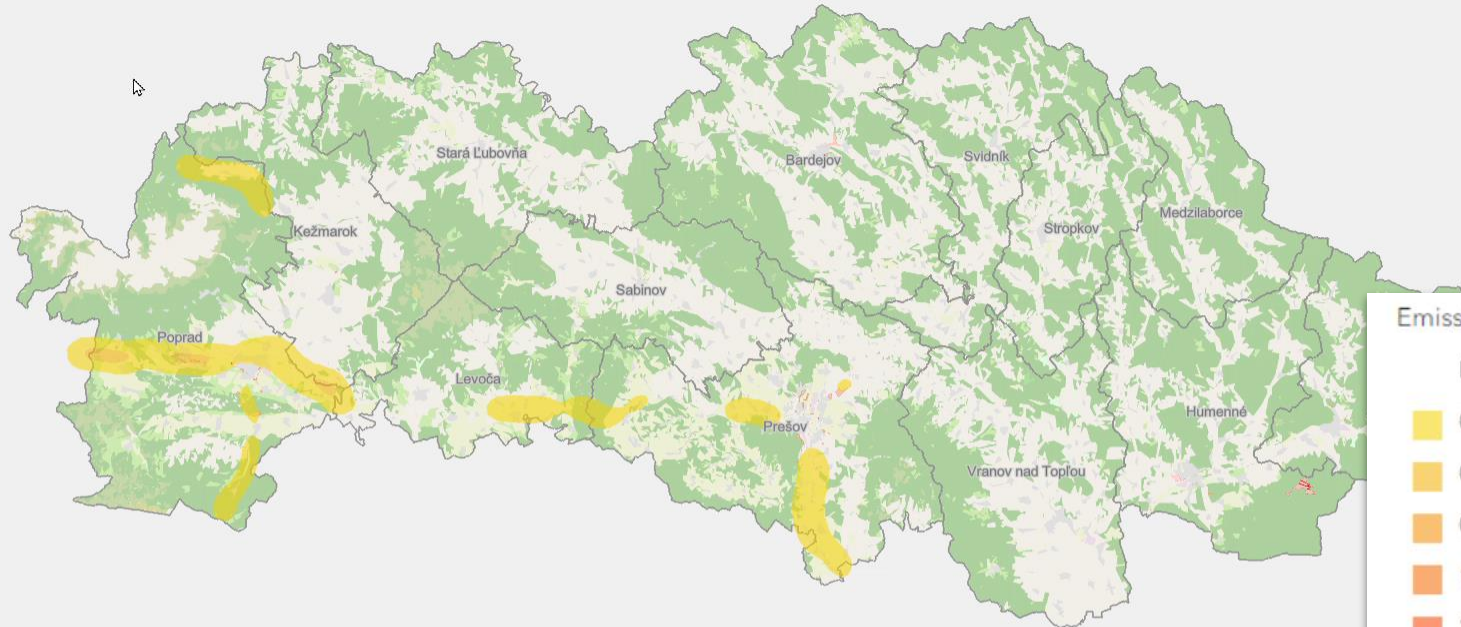 Stará Ľubovňa
Bardejov
Svidník
Medzilaborce
Stropkov
Kežmarok
Sabinov
Emiss
Poprad
Levoča
Humenné
Prešov
Vranov nad Topľou